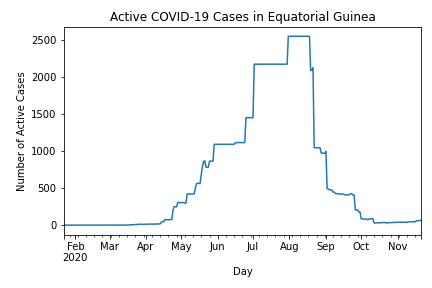 Active COVID-19 Cases in Equatorial Guinea
Number of Active Cases
2500
2000
1500
1000
500
0
Feb Mar Apr May Jun Jul Aug Sep Oct Nov
2020
Day